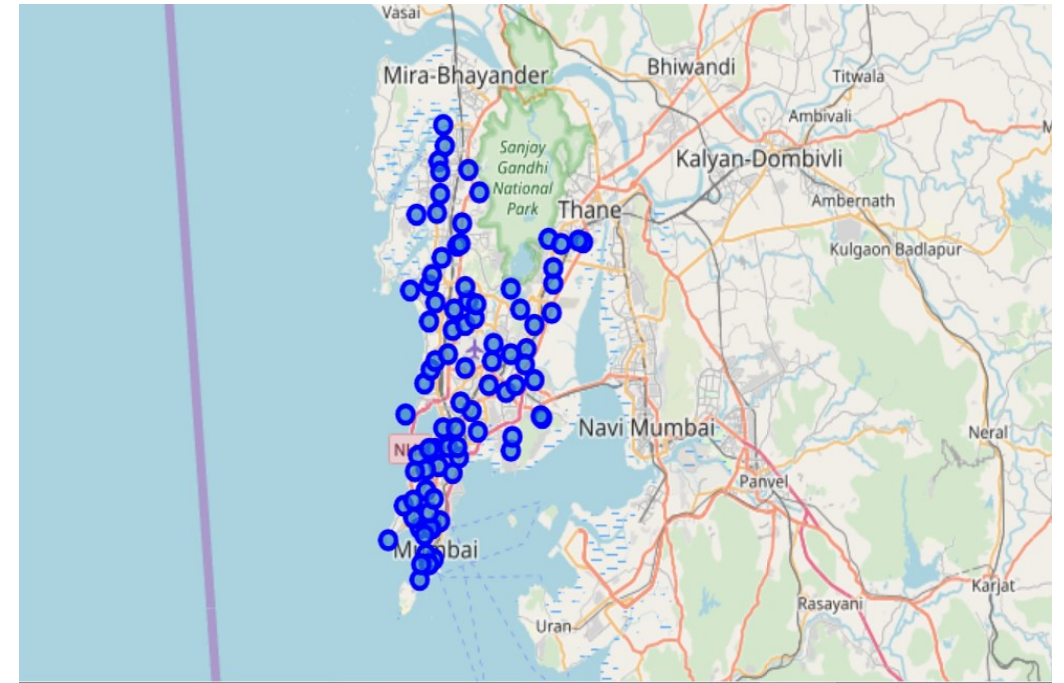 Vasai
Mira-Bhayander
Bhiwandi
Titwala
Ambivali
Sanjay
Gandhi
National
Park
Kalyan-Dombivli
Thane
Ambernath
Kulgaon Badlapur
Navi Mumbai
Neral
Panvel
Karjat
Rasayani
Uran